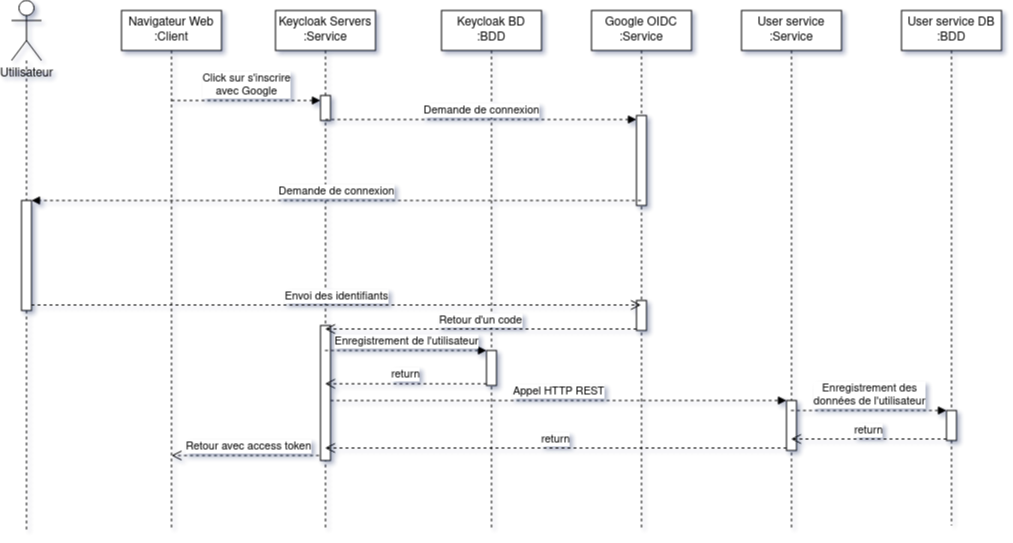 Utilisateur
Navigateur Web
:Client
Keycloak Servers
:Service
Keycloak BD
:BDD
Google OIDC
:Service
User service
:Service
User service DB
:BDD
Click sur s'inscrire
avec Google
Demande de connexion
Demande de connexion
Envoi des identifiants
Retour d'un code
Enregistrement de l'utilisateur
return
Appel HTTP REST
Enregistrement des
données de l'utilisateur
return
return
Retour avec access token